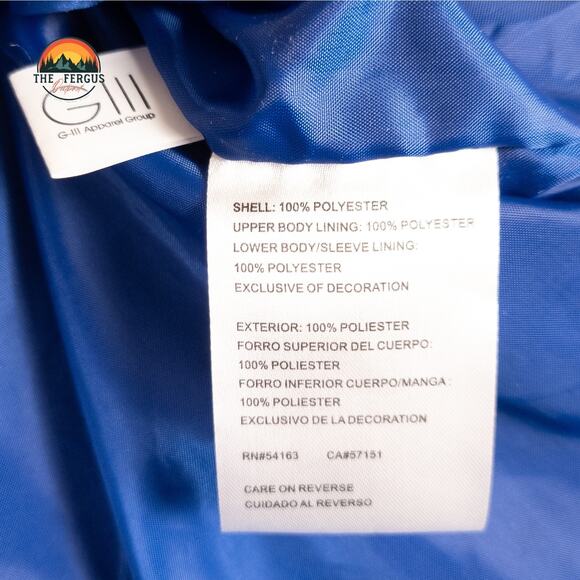 THE FERGUS
GIII
G-III Apparel Group
SHELL: 100% POLYESTER
UPPER BODY LINING: 100% POLYESTER
LOWER BODY/SLEEVE LINING:
100% POLYESTER
EXCLUSIVE OF DECORATION
EXTERIOR: 100% POLIESTER
FORRO SUPERIOR DEL CUERPO:
100% POLIESTER
FORRO INFERIOR CUERPO/MANGA:
100% POLIESTER
EXCLUSIVO DE LA DECORATION
RN#54163 CA#57151
CARE ON REVERSE
CUIDADO AL REVERSO